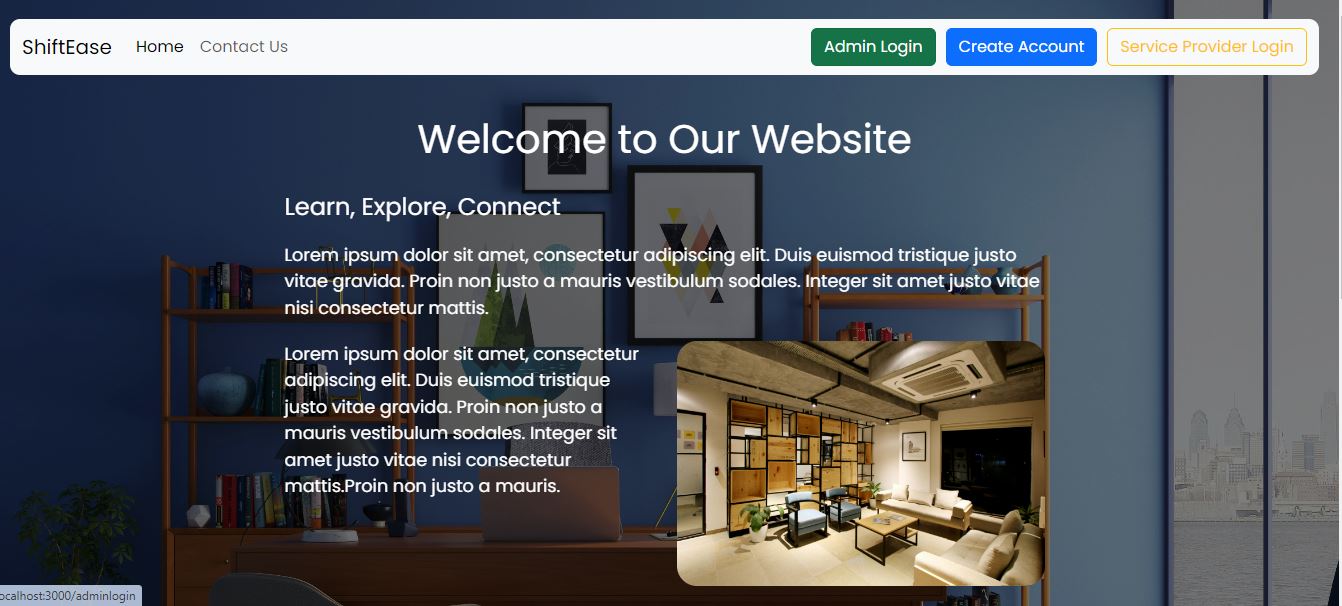 ShiftEase Home Contact Us Admin Login Create Account Service Provider Login
Welcome to Our Website
Learn, Explore, Connect
Lorem ipsum dolor sit amet, consectetur adipiscing elit. Duis euismod tristique justo
vitae gravida. Proin non justo a mauris vestibulum sodales. Integer sit amet justo vitae
nisi consectetur mattis.
Lorem ipsum dolor sit amet, consectetur
adipiscing elit. Duis euismod tristique
justo vitae gravida. Proin non justo a
mauris vestibulum sodales. Integer sit
amet justo vitae nisi consectetur
mattis.Proin non justo a mauris.
ocalhost:3000/adminlogin